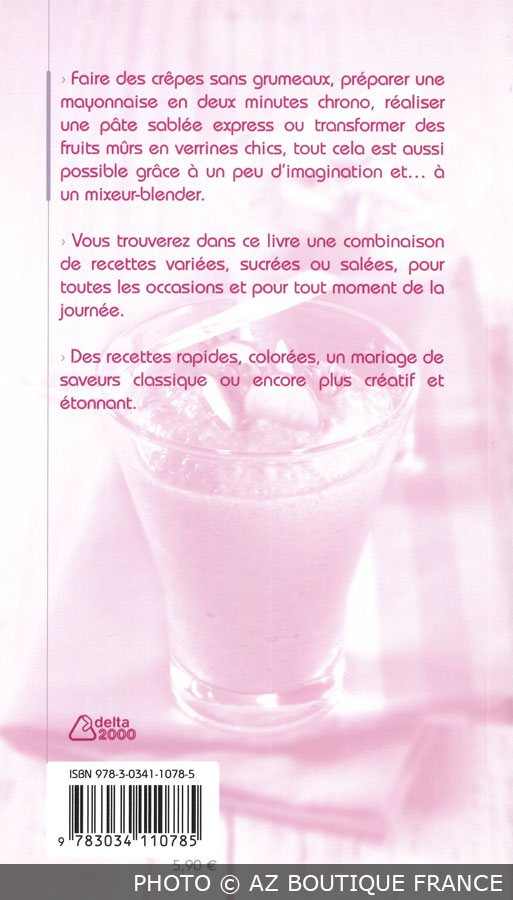 › Faire des crêpes sans grumeaux, préparer une
mayonnaise en deux minutes chrono, réaliser
une pâte sablée express ou transformer des
fruits mûrs en verrines chics, tout cela est aussi
possible grâce à un peu d'imagination et... à
un mixeur-blender.
› Vous trouverez dans ce livre une combinaison
de recettes variées, sucrées ou salées, pour
toutes les occasions et pour tout moment de la
journée.
› Des recettes rapides, colorées, un mariage de
saveurs classique ou encore plus créatif et
étonnant.
delta
2000
ISBN 978-3-0341-1078-5
9 783034 110785
5,90 €
PHOTO © AZ BOUTIQUE FRANCE